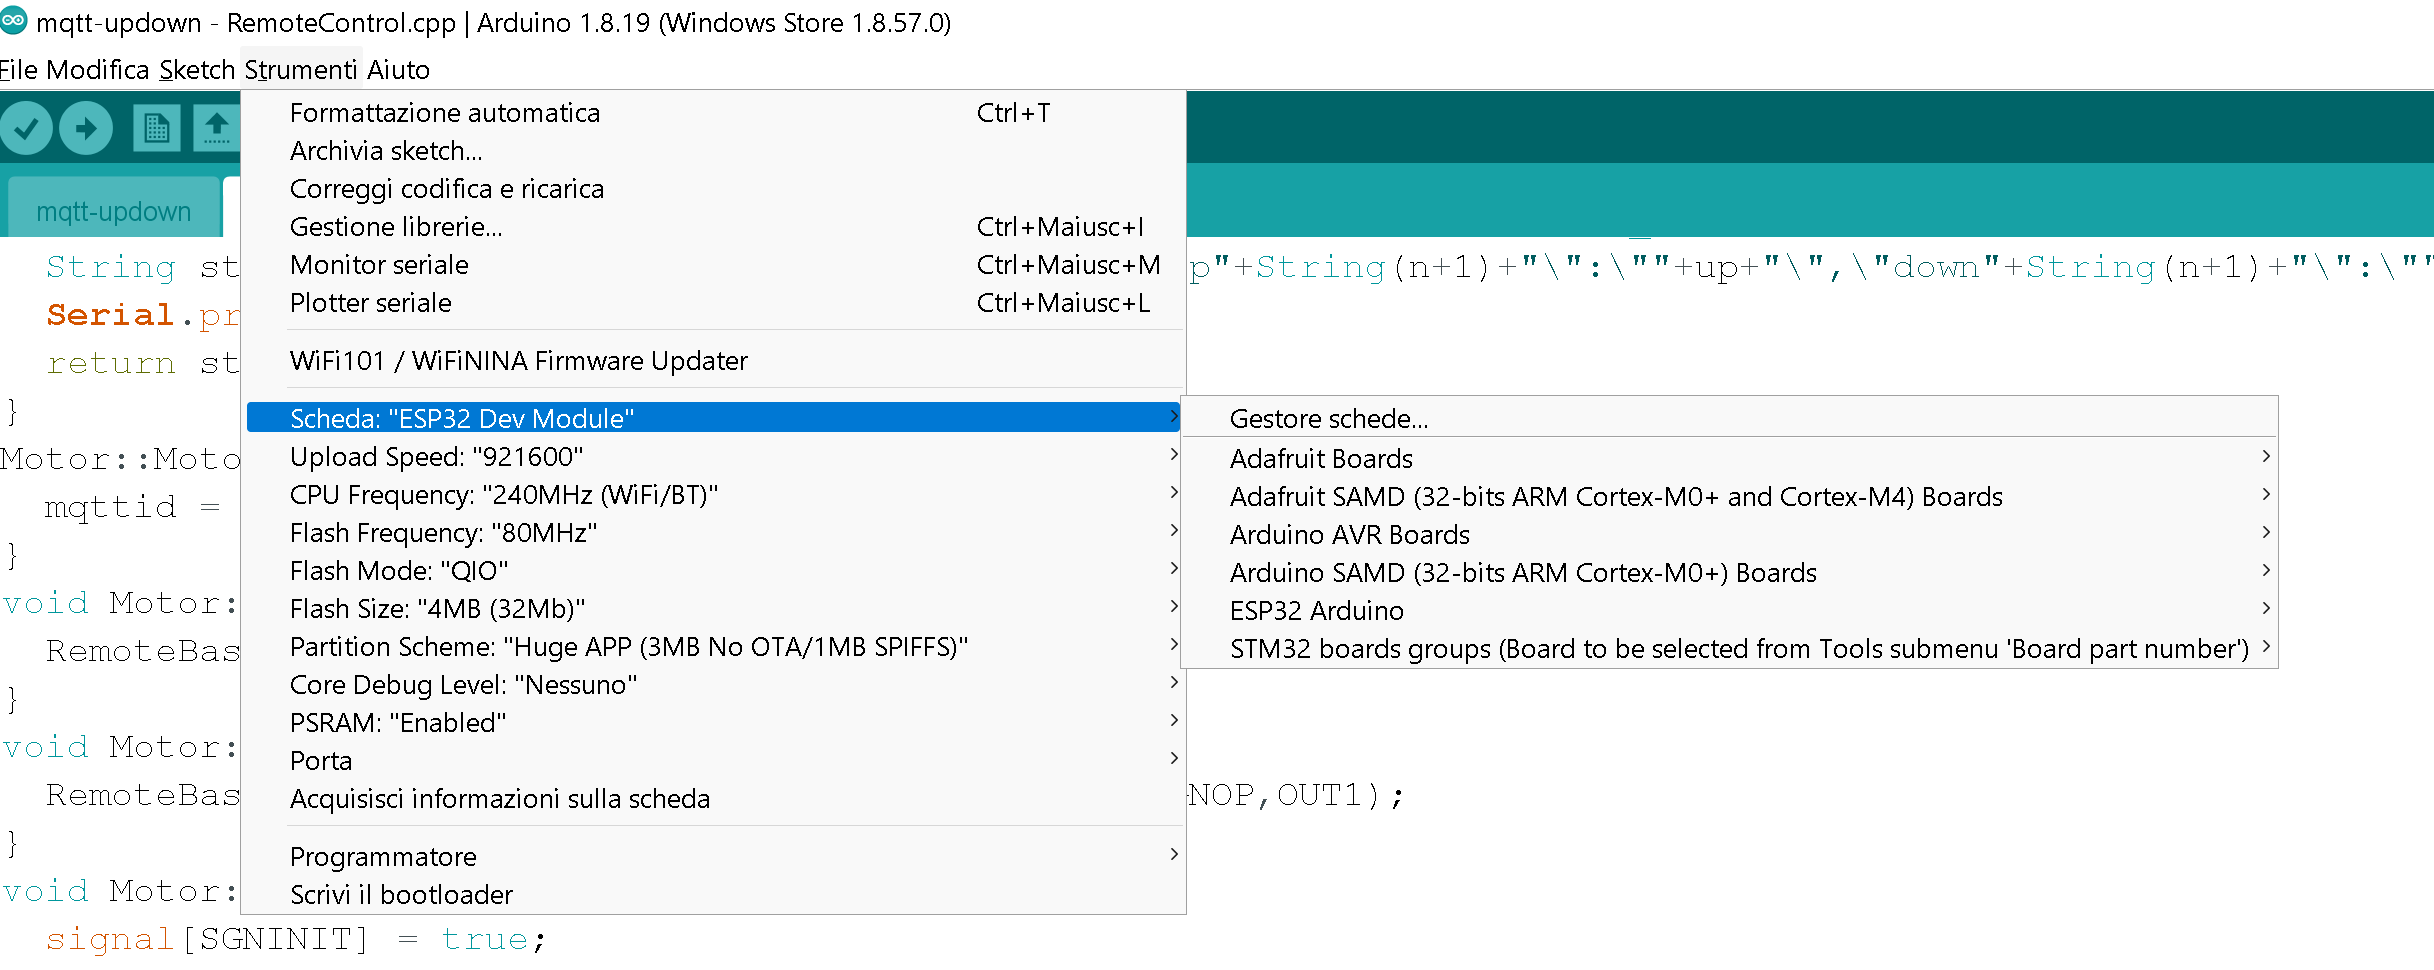 mqtt-updown - RemoteControl.cpp | Arduino 1.8.19 (Windows Store 1.8.57.0)
File Modifica Sketch Strumenti Aiuto
mqtt-updown
Formattazione automatica Ctrl+T
Archivia sketch...
Correggi codifica e ricarica
Gestione librerie... Ctrl+Maiusc+I
Monitor seriale Ctrl+Maiusc+M
Plotter seriale Ctrl+Maiusc+L
WiFi101 / WiFiNINA Firmware Updater
Scheda: "ESP32 Dev Module"
Upload Speed: "921600"
CPU Frequency: "240MHz (WiFi/BT)"
Flash Frequency: "80MHz"
Flash Mode: "QIO"
Flash Size: "4MB (32Mb)"
Partition Scheme: "Huge APP (3MB No OTA/1MB SPIFFS)"
Core Debug Level: "Nessuno"
PSRAM: "Enabled"
Porta
Acquisisci informazioni sulla scheda
Programmatore
Scrivi il bootloader
Gestore schede...
Adafruit Boards
Adafruit SAMD (32-bits ARM Cortex-M0+ and Cortex-M4) Boards
Arduino AVR Boards
Arduino SAMD (32-bits ARM Cortex-M0+) Boards
ESP32 Arduino
STM32 boards groups (Board to be selected from Tools submenu 'Board part number')
String st p"+String(n+1)+"\":\""+up+"\",\"down"+String(n+1)+"\":\""
Serial.pr
return st
}
Motor::Moto
mqttid =
}
void Motor:
RemoteBas
}
void Motor:
RemoteBas NOP,OUT1);
}
void Motor:
signal[SGNINIT] = true;